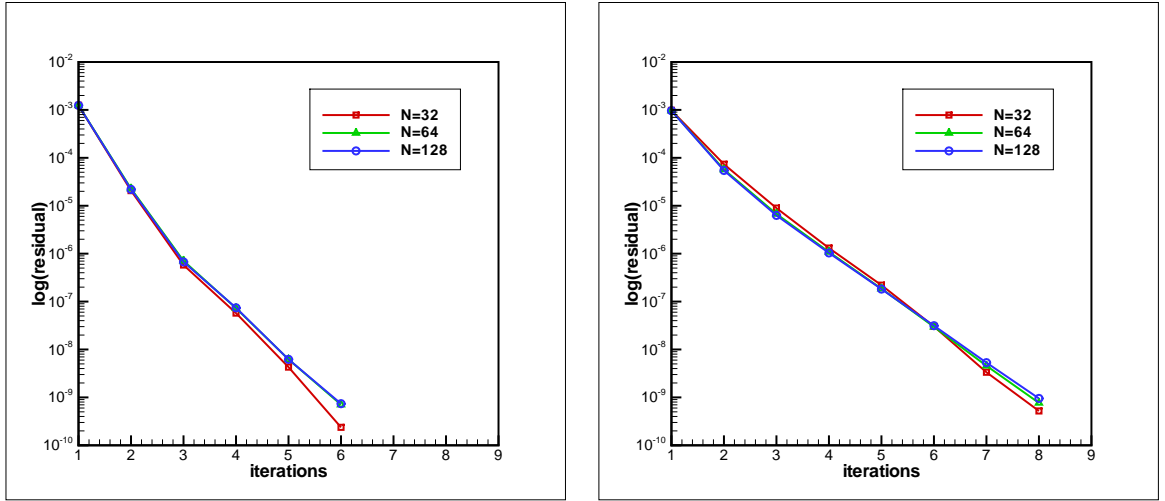 10-2
10-3
10-4
10-5
10-6
10-7
10-8
10-9
10-10
log(residual)
N=32
N=64
N=128
1 2 3 4 5 6 7 8 9
iterations
10-2
10-3
10-4
10-5
10-6
10-7
10-8
10-9
10-10
log(residual)
N=32
N=64
N=128
1 2 3 4 5 6 7 8 9
iterations